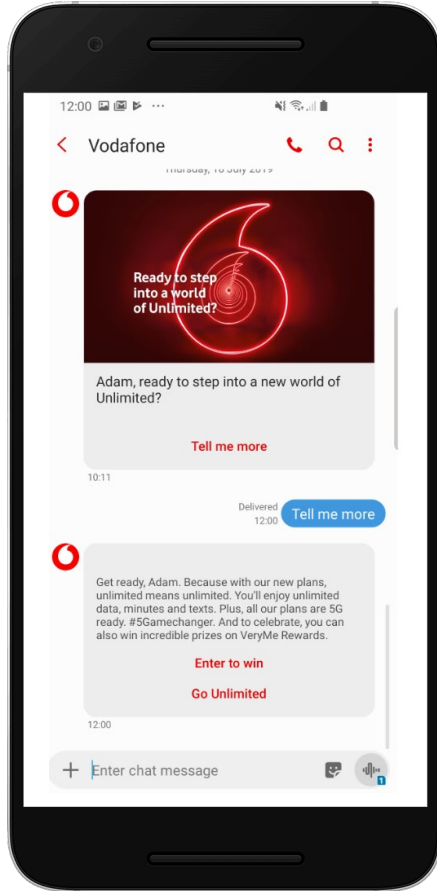 12:00
Vodafone
Thursday, 18 July 2019
Ready to step
into a world
of Unlimited?
Adam, ready to step into a new world of
Unlimited?
Tell me more
10:11
Delivered
12:00
Tell me more
Get ready, Adam. Because with our new plans,
unlimited means unlimited. You'll enjoy unlimited
data, minutes and texts. Plus, all our plans are 5G
ready. #5Gamechanger. And to celebrate, you can
also win incredible prizes on VeryMe Rewards.
Enter to win
Go Unlimited
12:00
Enter chat message
1